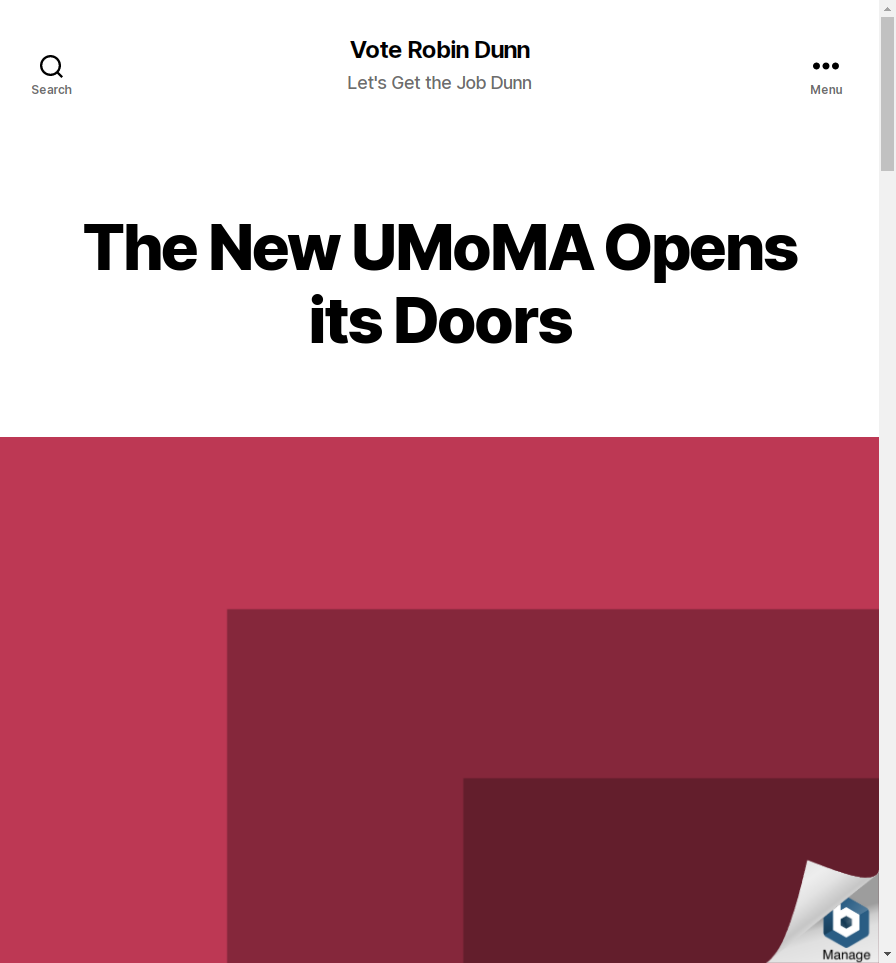 Vote Robin Dunn
Let's Get the Job Dunn
Search
Menu
The New UMoMA Opens
its Doors
Manage